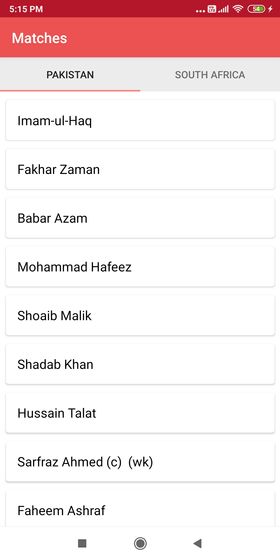 5:15 PM
54
Matches
PAKISTAN
SOUTH AFRICA
Imam-ul-Haq
Fakhar Zaman
Babar Azam
Mohammad Hafeez
Shoaib Malik
Shadab Khan
Hussain Talat
Sarfraz Ahmed (c) (wk)
Faheem Ashraf